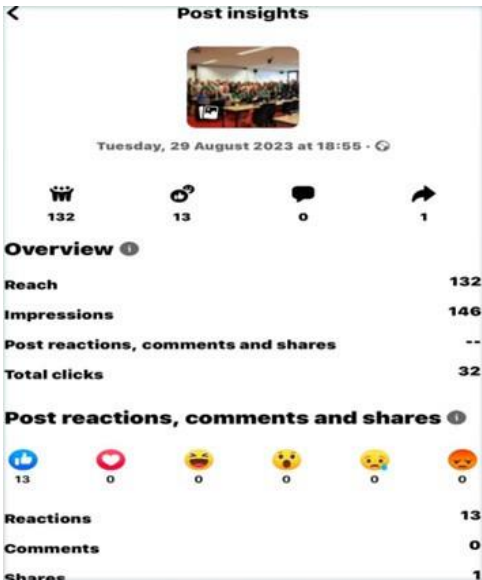 Post insights
Tuesday, 29 August 2023 at 18:55 ·
132 13 0 1
Overview
Reach 132
Impressions 146
Post reactions, comments and shares --
Total clicks 32
Post reactions, comments and shares
13 0 0 0 0 0
Reactions 13
Comments 0
Shares 1